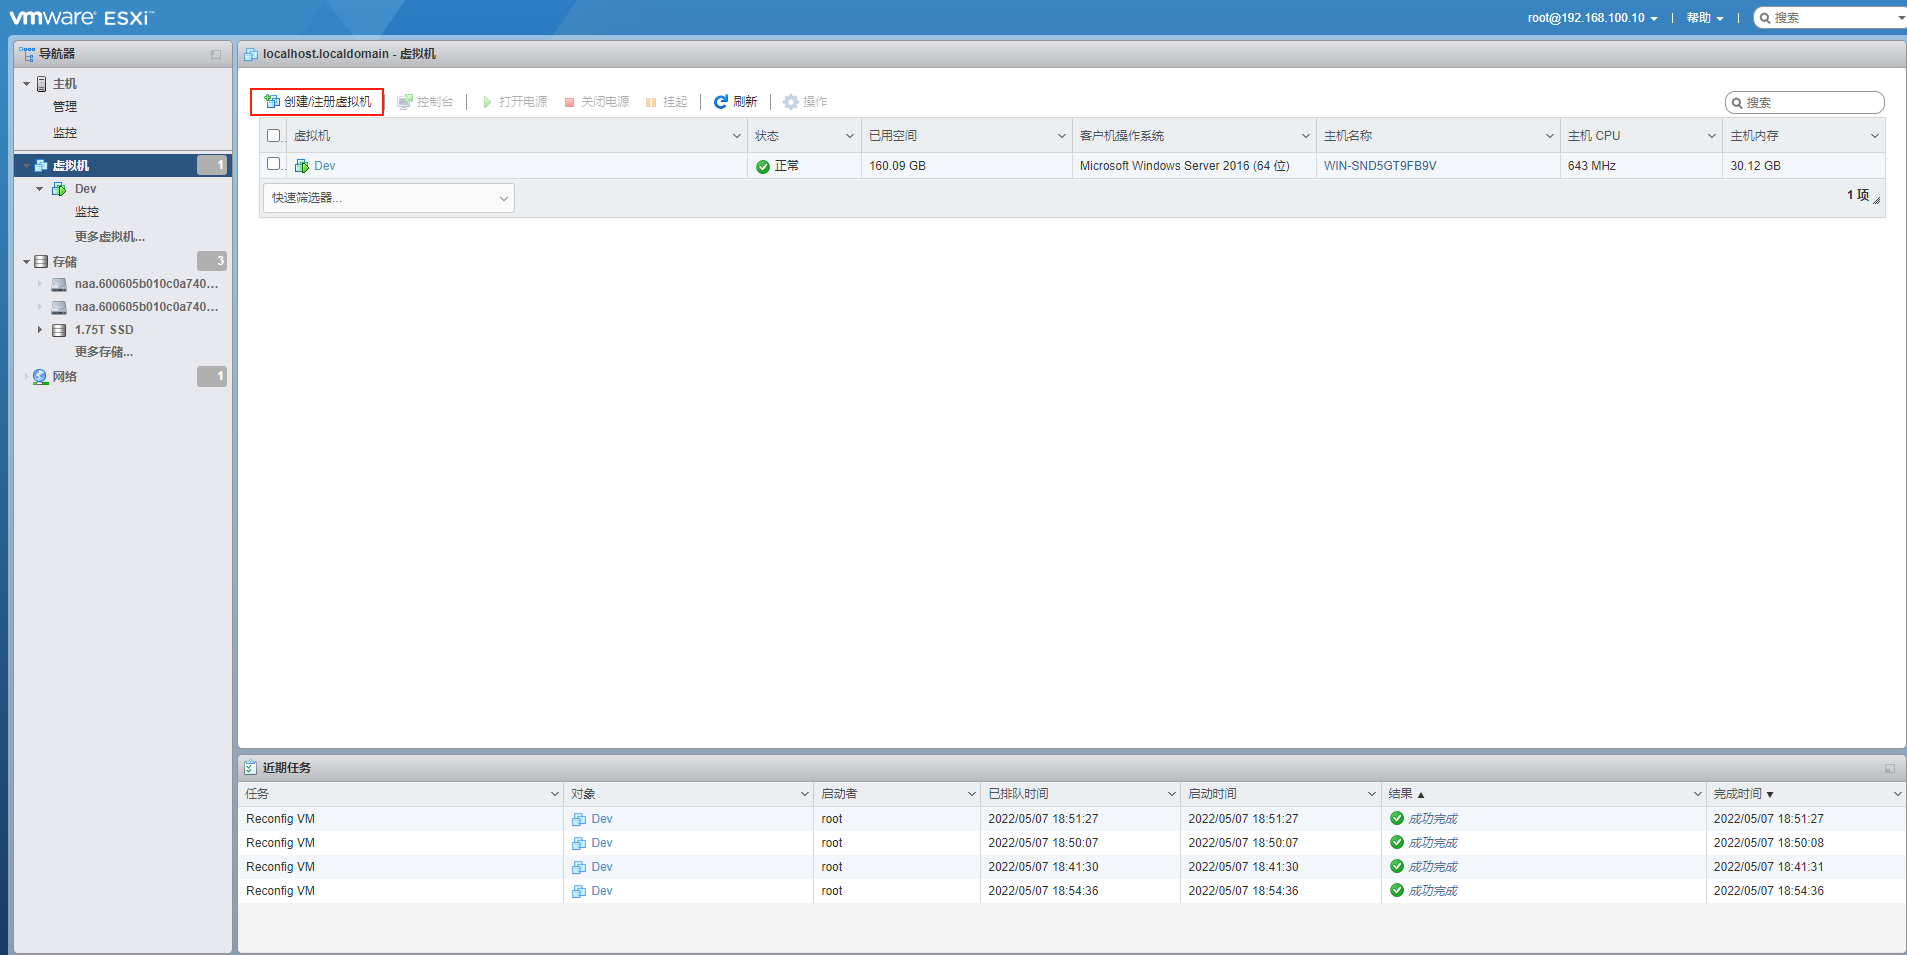 vmware ESXi™
root@192.168.100.10 | 帮助 | 搜索
导航器
主机
管理
监控
虚拟机 1
Dev
监控
更多虚拟机...
存储 3
naa.600605b010c0a740...
naa.600605b010c0a740...
1.75T SSD
更多存储...
网络 1
localhost.localdomain - 虚拟机
创建/注册虚拟机 控制台 | 打开电源 关闭电源 挂起 | 刷新 | 操作 搜索
虚拟机 状态 已用空间 客户机操作系统 主机名称 主机 CPU 主机内存
Dev 正常 160.09 GB Microsoft Windows Server 2016 (64 位) WIN-SND5GT9FB9V 643 MHz 30.12 GB
快速筛选器... 1 项
近期任务
任务 对象 启动者 已排队时间 启动时间 结果 ▲ 完成时间 ▼
Reconfig VM Dev root 2022/05/07 18:51:27 2022/05/07 18:51:27 成功完成 2022/05/07 18:51:27
Reconfig VM Dev root 2022/05/07 18:50:07 2022/05/07 18:50:07 成功完成 2022/05/07 18:50:08
Reconfig VM Dev root 2022/05/07 18:41:30 2022/05/07 18:41:30 成功完成 2022/05/07 18:41:31
Reconfig VM Dev root 2022/05/07 18:54:36 2022/05/07 18:54:36 成功完成 2022/05/07 18:54:36